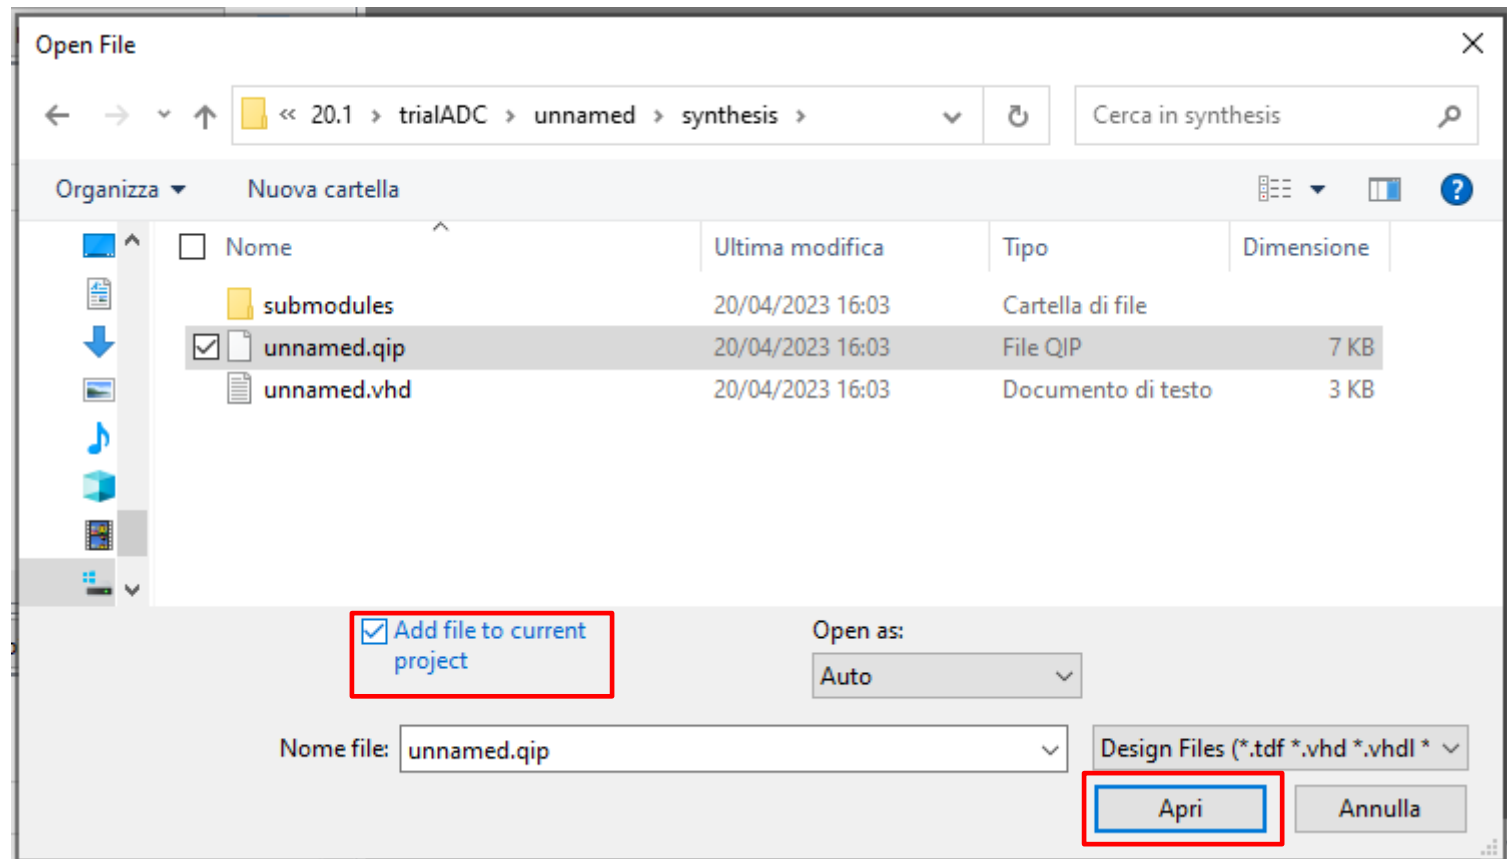 Open File
« 20.1 > trialADC > unnamed > synthesis >
Cerca in synthesis
Organizza
Nuova cartella
?
Nome
Ultima modifica
Tipo
Dimensione
submodules
20/04/2023 16:03
Cartella di file
unnamed.qip
20/04/2023 16:03
File QIP
7 KB
unnamed.vhd
20/04/2023 16:03
Documento di testo
3 KB
Add file to current
project
Open as:
Auto
Nome file:
unnamed.qip
Design Files (*.tdf *.vhd *.vhdl *
Apri
Annulla